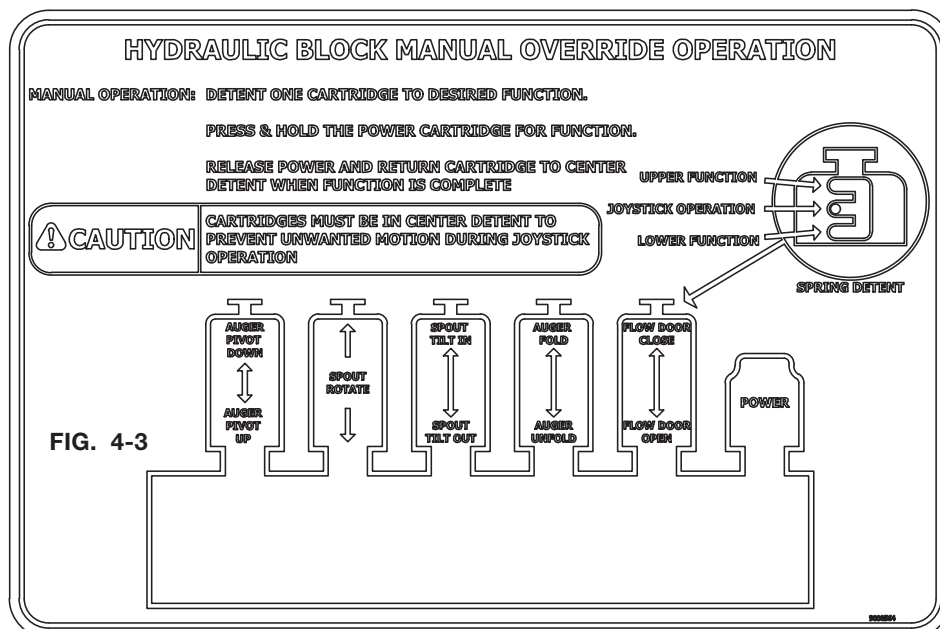 HYDRAULIC BLOCK MANUAL OVERRIDE OPERATION
MANUAL OPERATION: DETENT ONE CARTRIDGE TO DESIRED FUNCTION.
PRESS & HOLD THE POWER CARTRIDGE FOR FUNCTION.
RELEASE POWER AND RETURN CARTRIDGE TO CENTER
DETENT WHEN FUNCTION IS COMPLETE
UPPER FUNCTION
JOYSTICK OPERATION
LOWER FUNCTION
SPRING DETENT
CAUTION
CARTRIDGES MUST BE IN CENTER DETENT TO
PREVENT UNWANTED MOTION DURING JOYSTICK
OPERATION
AUGER
PIVOT
DOWN
AUGER
PIVOT
UP
SPOUT
ROTATE
SPOUT
TILT IN
SPOUT
TILT OUT
AUGER
FOLD
AUGER
UNFOLD
FLOW DOOR
CLOSE
FLOW DOOR
OPEN
POWER
FIG. 4-3